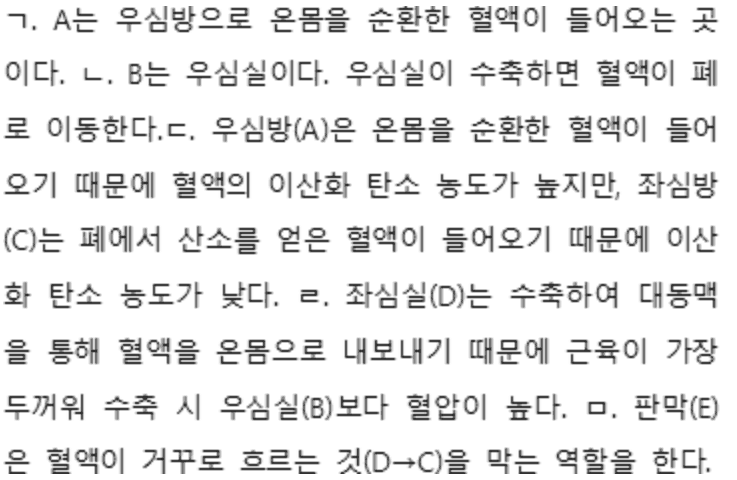 ㄱ. A는 우심방으로 온몸을 순환한 혈액이 들어오는 곳
이다. ㄴ. B는 우심실이다. 우심실이 수축하면 혈액이 폐
로 이동한다.ㄷ. 우심방(A)은 온몸을 순환한 혈액이 들어
오기 때문에 혈액의 이산화 탄소 농도가 높지만, 좌심방
(C)는 폐에서 산소를 얻은 혈액이 들어오기 때문에 이산
화 탄소 농도가 낮다. ㄹ. 좌심실(D)는 수축하여 대동맥
을 통해 혈액을 온몸으로 내보내기 때문에 근육이 가장
두꺼워 수축 시 우심실(B)보다 혈압이 높다. ㅁ. 판막(E)
은 혈액이 거꾸로 흐르는 것(D→C)을 막는 역할을 한다.